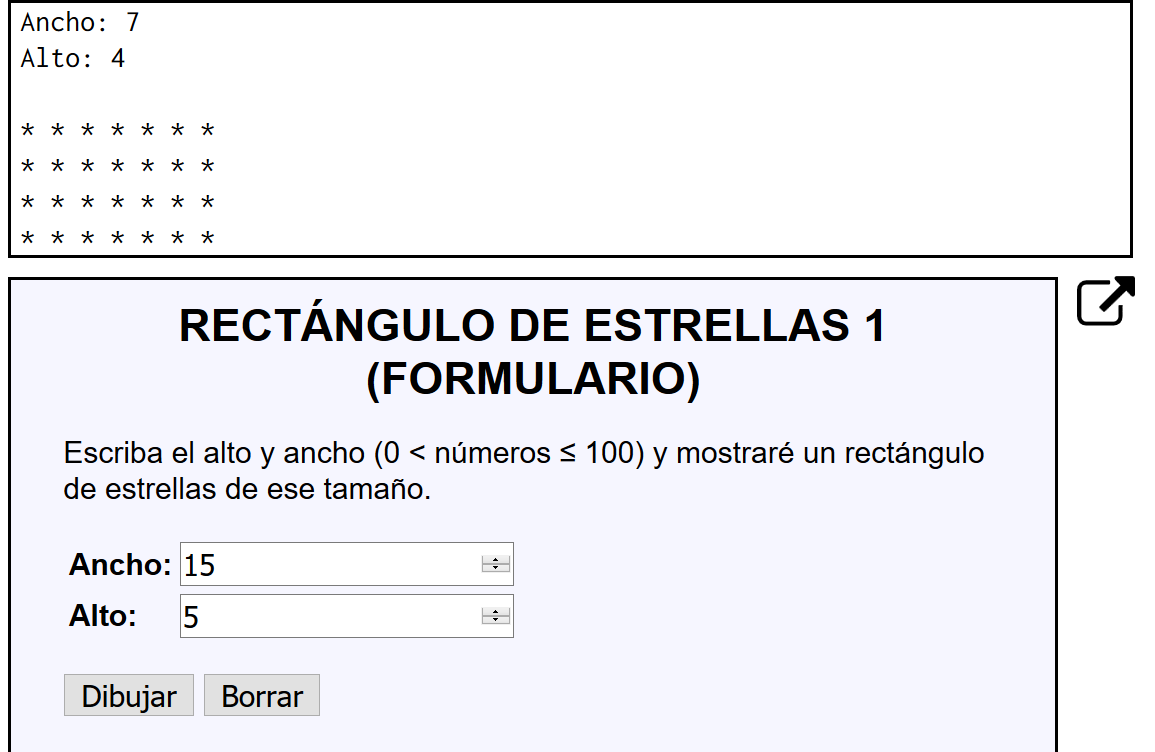 Ancho: 7
Alto: 4
* * * * * * *
* * * * * * *
* * * * * * *
* * * * * * *
RECTÁNGULO DE ESTRELLAS 1
(FORMULARIO)
Escriba el alto y ancho (0 < números ≤ 100) y mostraré un rectángulo
de estrellas de ese tamaño.
Ancho: 15
Alto: 5
Dibujar Borrar